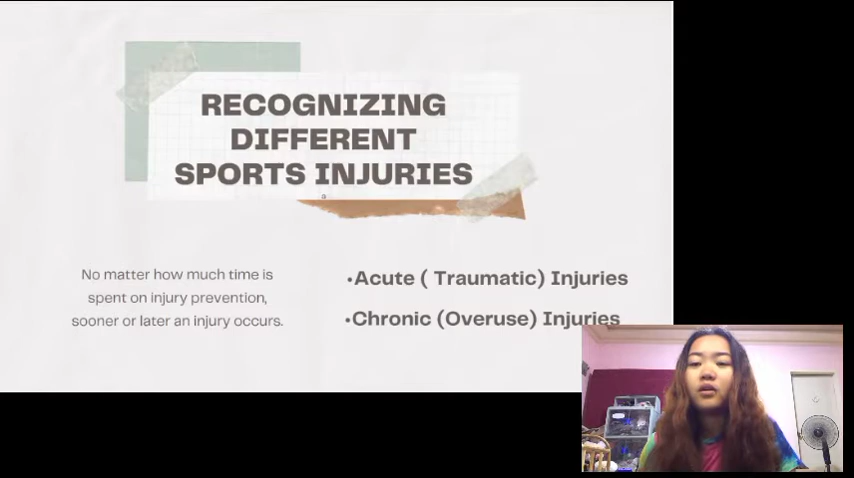 RECOGNIZING
DIFFERENT
SPORTS INJURIES
a
No matter how much time is
spent on injury prevention,
sooner or later an injury occurs.
•Acute ( Traumatic) Injuries
•Chronic (Overuse) Injuries